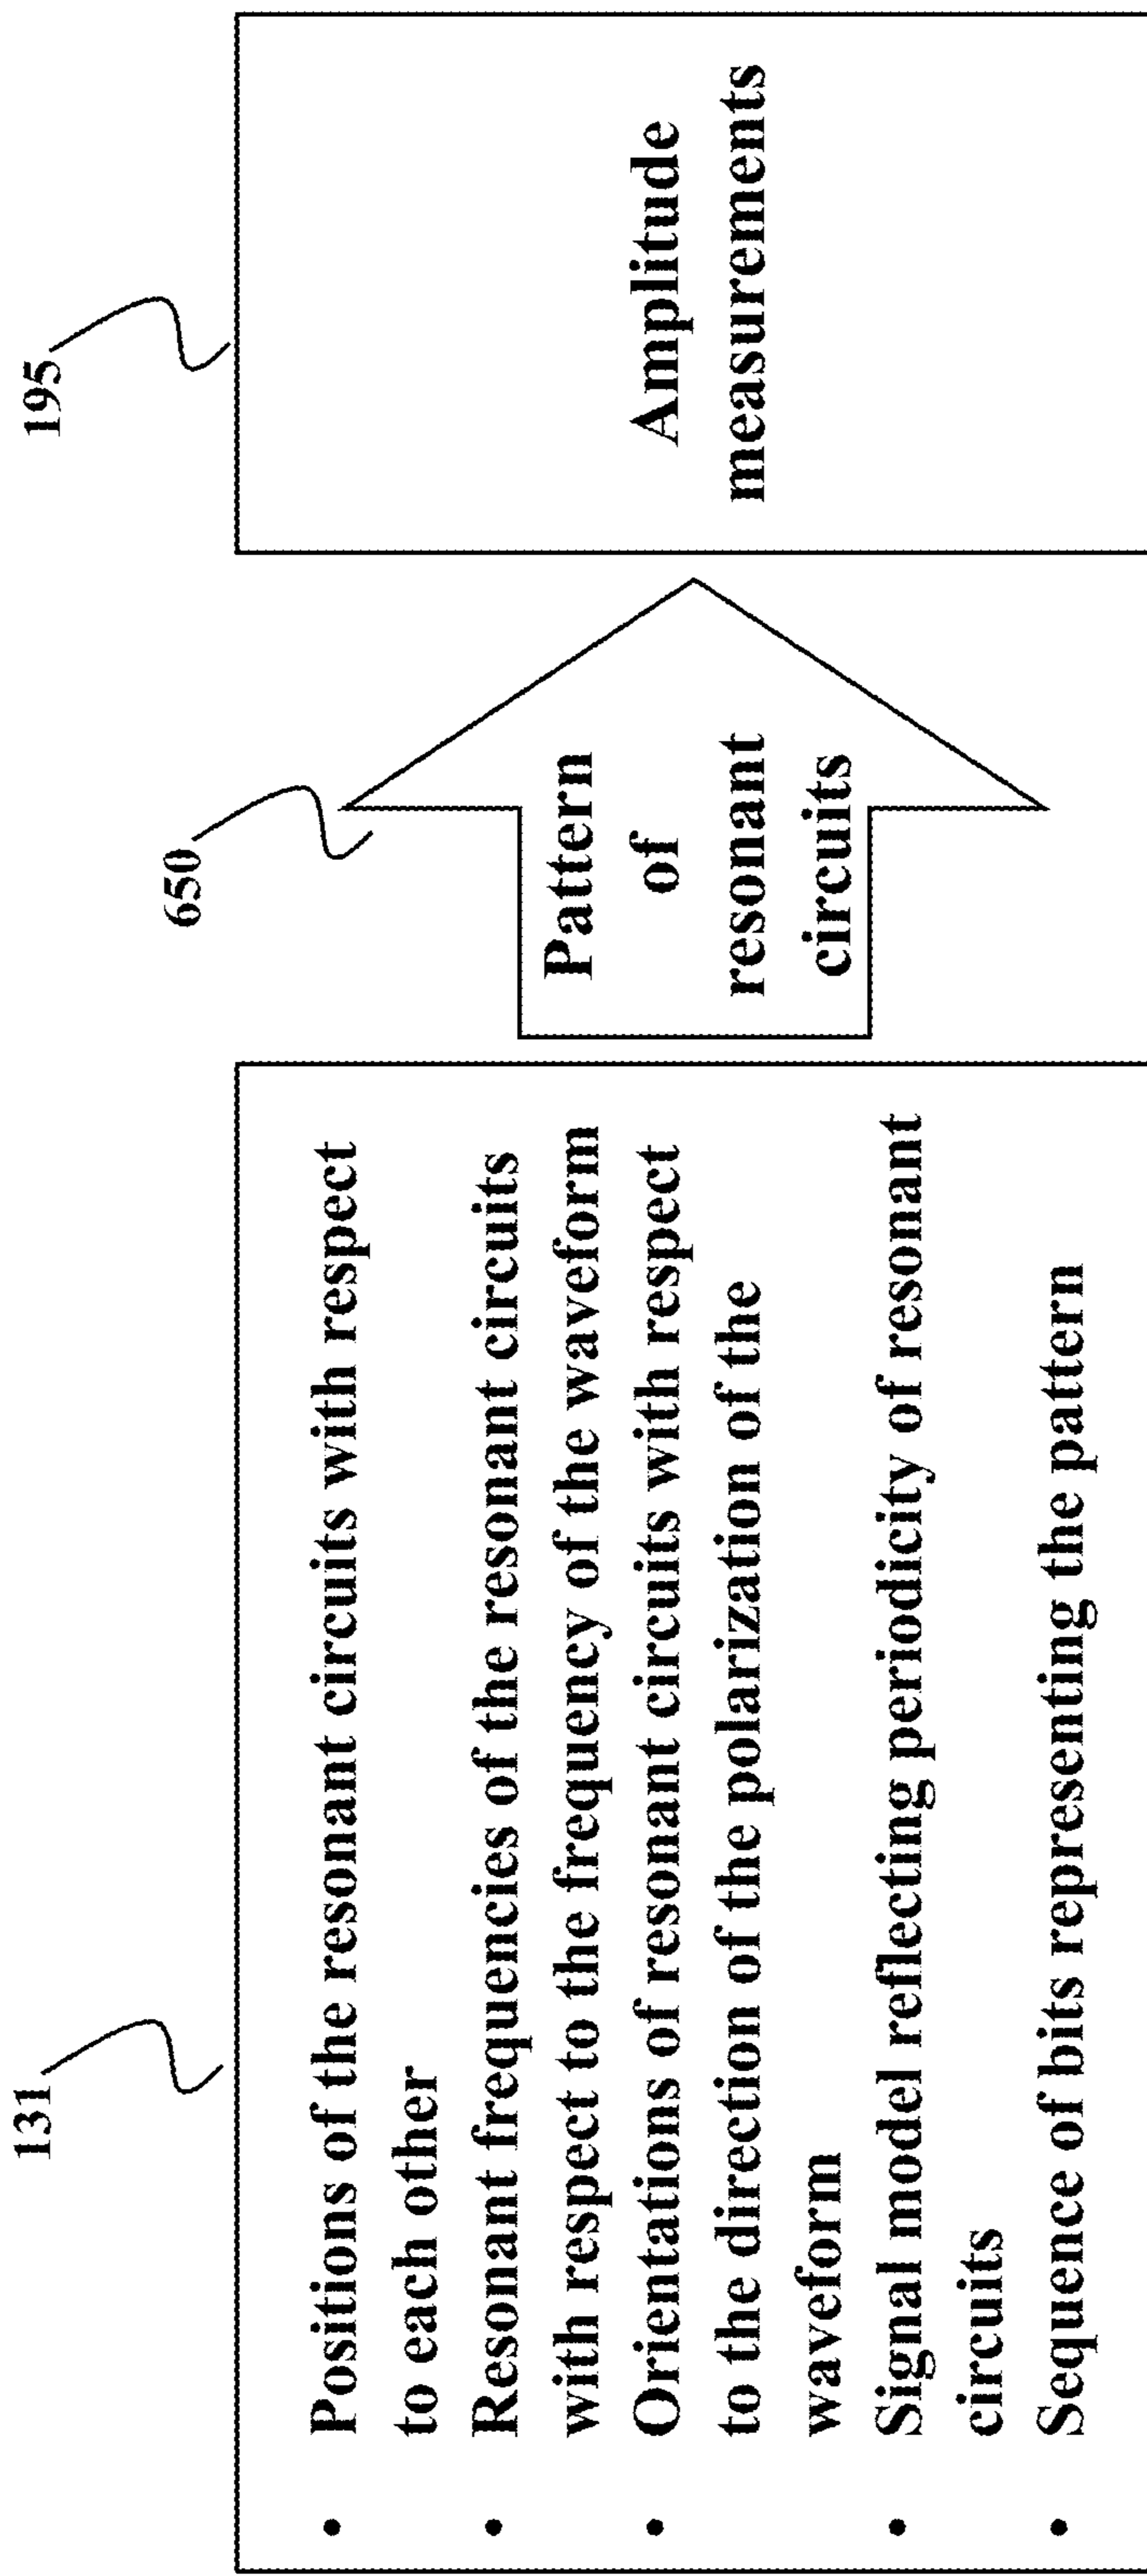 131
• Positions of the resonant circuits with respect
to each other
• Resonant frequencies of the resonant circuits
with respect to the frequency of the waveform
• Orientations of resonant circuits with respect
to the direction of the polarization of the
waveform
• Signal model reflecting periodicity of resonant
circuits
• Sequence of bits representing the pattern
650
Pattern
of
resonant
circuits
195
Amplitude
measurements